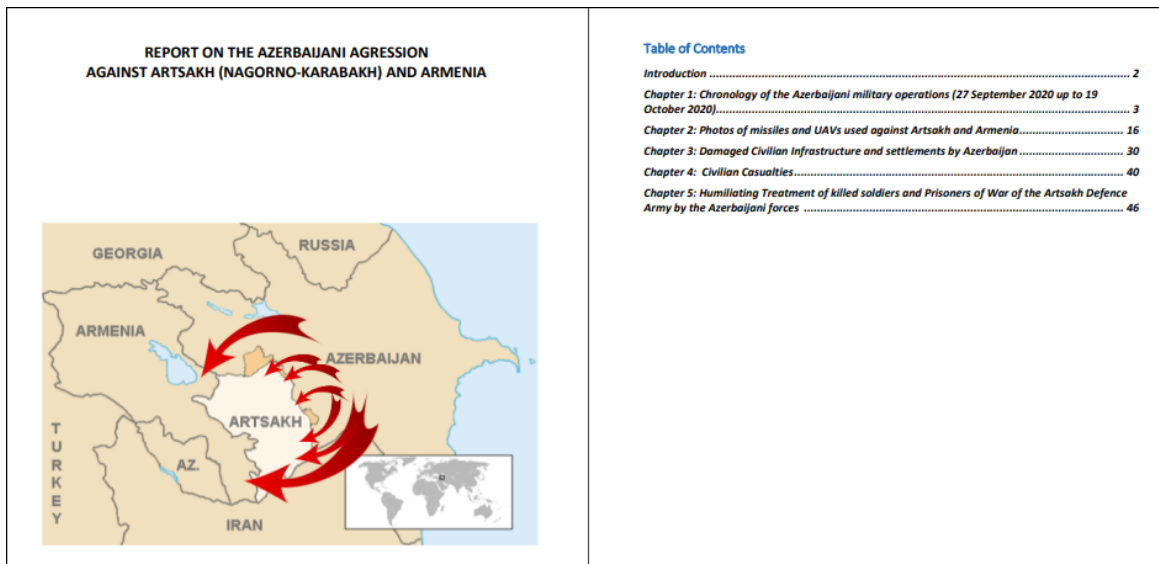 REPORT ON THE AZERBAIJANI AGRESSION
AGAINST ARTSAKH (NAGORNO-KARABAKH) AND ARMENIA
RUSSIA
GEORGIA
ARMENIA
AZERBAIJAN
ARTSAKH
TURKEY
AZ.
IRAN
Table of Contents
Introduction ........................................................ 2
Chapter 1: Chronology of the Azerbaijani military operations (27 September 2020 up to 19
October 2020)........................................................ 3
Chapter 2: Photos of missiles and UAVs used against Artsakh and Armenia................................ 16
Chapter 3: Damaged Civilian Infrastructure and settlements by Azerbaijan ................................ 30
Chapter 4:  Civilian Casualties........................................................ 40
Chapter 5: Humiliating Treatment of killed soldiers and Prisoners of War of the Artsakh Defence
Army by the Azerbaijani forces ........................................................ 46